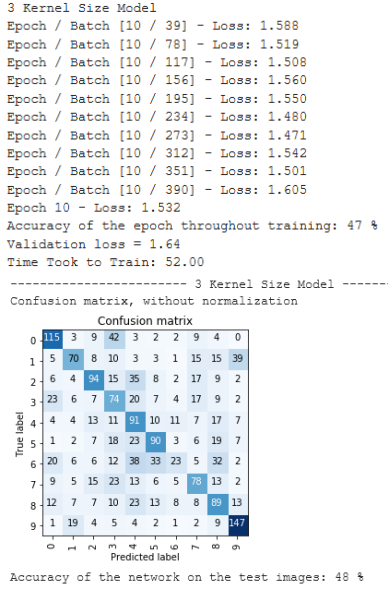 3 Kernel Size Model
Epoch / Batch [10 / 39] - Loss: 1.588
Epoch / Batch [10 / 78] - Loss: 1.519
Epoch / Batch [10 / 117] - Loss: 1.508
Epoch / Batch [10 / 156] - Loss: 1.560
Epoch / Batch [10 / 195] - Loss: 1.550
Epoch / Batch [10 / 234] - Loss: 1.480
Epoch / Batch [10 / 273] - Loss: 1.471
Epoch / Batch [10 / 312] - Loss: 1.542
Epoch / Batch [10 / 351] - Loss: 1.501
Epoch / Batch [10 / 390] - Loss: 1.605
Epoch 10 - Loss: 1.532
Accuracy of the epoch throughout training: 47 %
Validation loss = 1.64
Time Took to Train: 52.00
------------------------ 3 Kernel Size Model ------
Confusion matrix, without normalization
Confusion matrix
0 115 3 9 42 3 2 2 9 4 0
1 5 70 8 10 3 3 1 15 15 39
2 6 4 94 15 35 8 2 17 9 2
3 23 6 7 74 20 7 4 17 9 2
4 4 4 13 11 91 10 11 7 17 7
5 1 2 7 18 23 90 3 6 19 7
6 20 6 6 12 38 33 23 5 32 2
7 9 5 15 23 13 6 5 78 13 2
8 12 7 7 10 23 13 8 8 89 13
9 1 19 4 5 4 2 1 2 9 147
True label
0 1 2 3 4 5 6 7 8 9
Predicted label
Accuracy of the network on the test images: 48 %